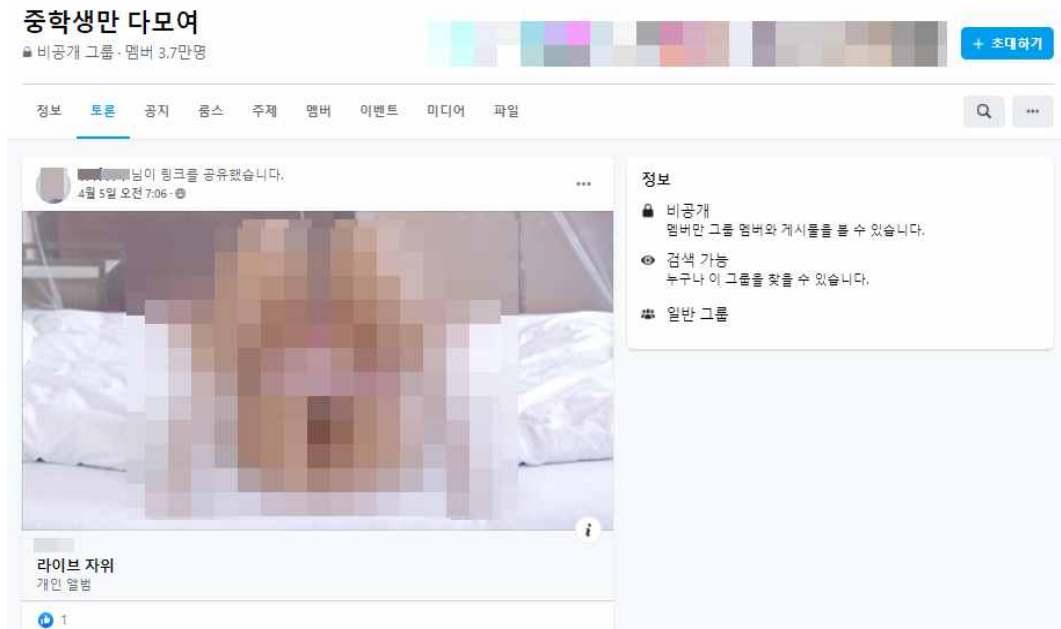 중학생만 다모여
비공개 그룹 · 멤버 3.7만명
+ 초대하기
정보 토론 공지 룸스 주제 멤버 이벤트 미디어 파일
님이 링크를 공유했습니다.
4월 5일 오전 7:06
라이브 자위
개인 앨범
1
정보
비공개
멤버만 그룹 멤버와 게시물을 볼 수 있습니다.
검색 가능
누구나 이 그룹을 찾을 수 있습니다.
일반 그룹